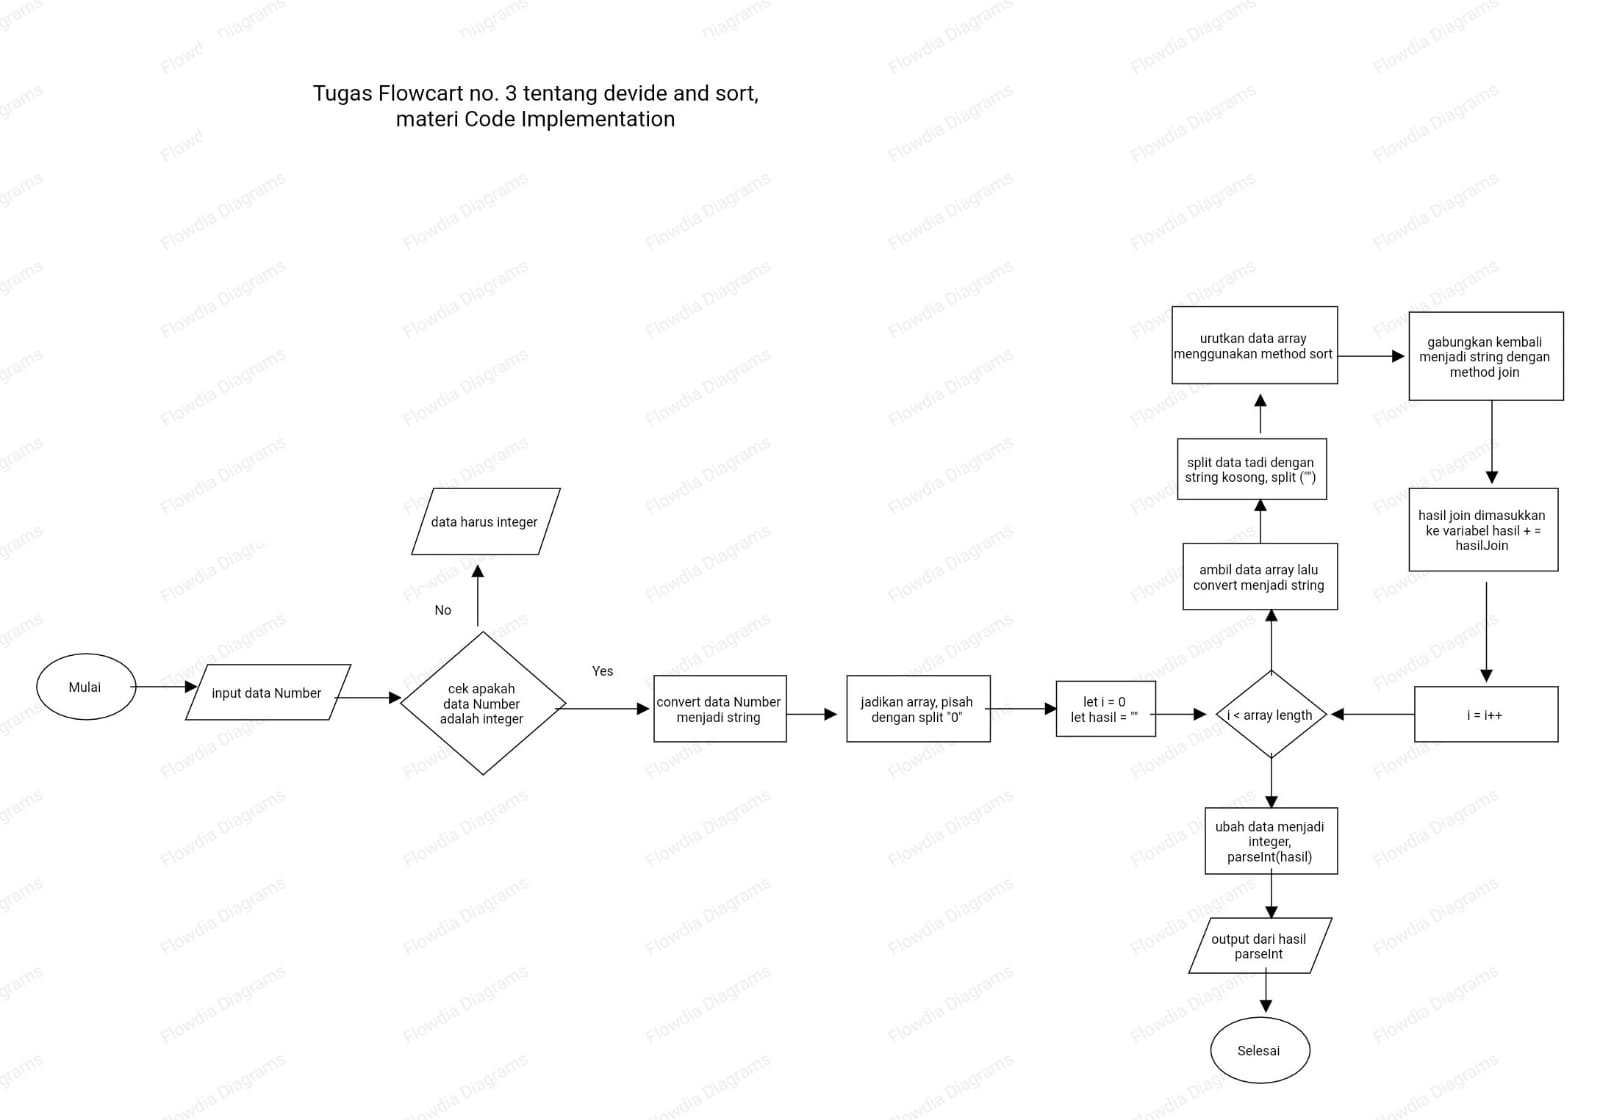 Tugas Flowcart no. 3 tentang devide and sort,
materi Code Implementation
Mulai
input data Number
cek apakah
data Number
adalah integer
No
data harus integer
Yes
convert data Number
menjadi string
jadikan array, pisah
dengan split "0"
let i = 0
let hasil = ""
i < array length
ambil data array lalu
convert menjadi string
split data tadi dengan
string kosong, split ("")
urutkan data array
menggunakan method sort
gabungkan kembali
menjadi string dengan
method join
hasil join dimasukkan
ke variabel hasil + =
hasilJoin
i = i++
ubah data menjadi
integer,
parseInt(hasil)
output dari hasil
parseInt
Selesai
Flowdia Diagrams